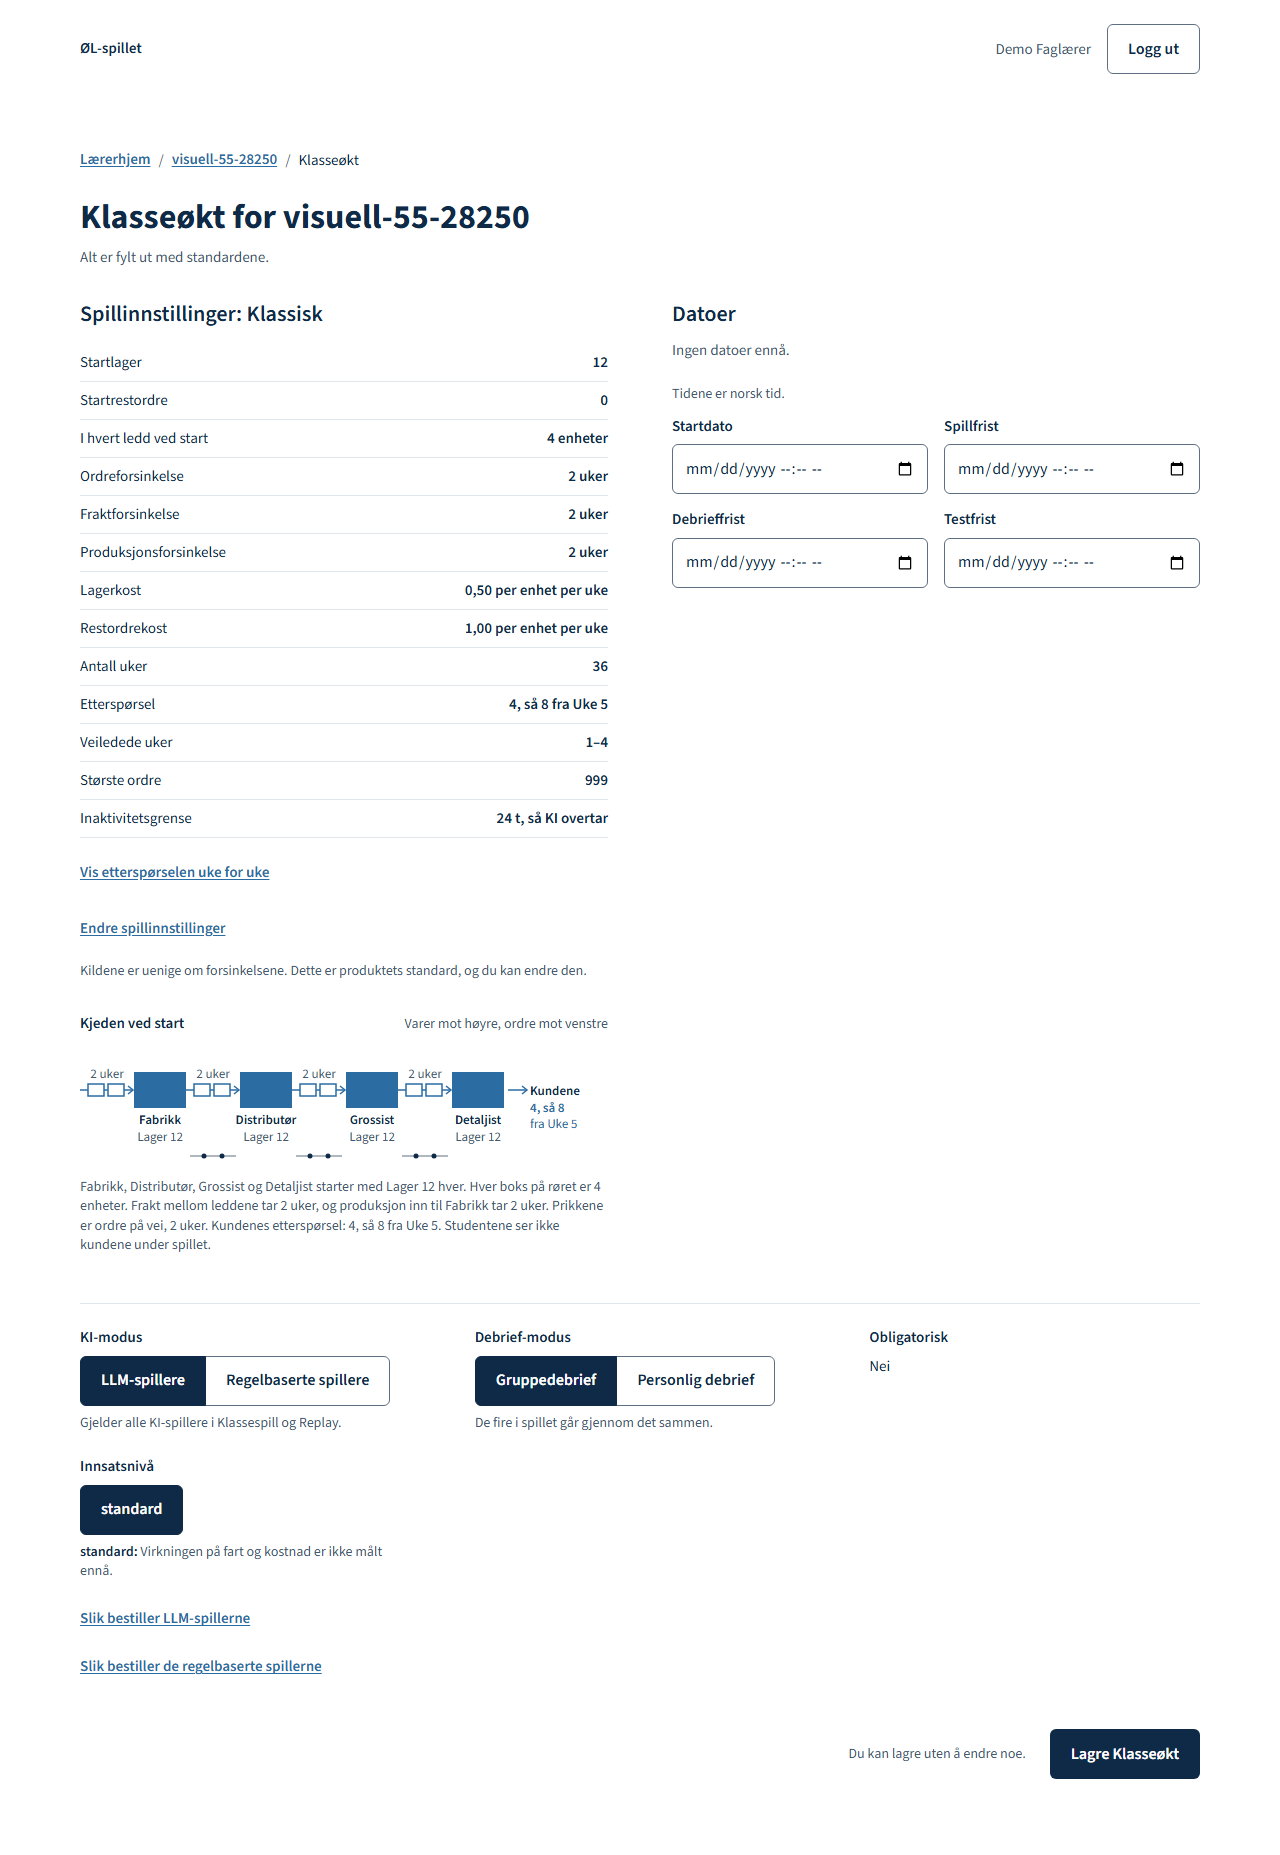 ØL-spillet
Demo Faglærer
Logg ut
Lærerhjem / visuell-55-28250 / Klasseøkt
Klasseøkt for visuell-55-28250
Alt er fylt ut med standardene.
Spillinnstillinger: Klassisk
Startlager 12
Startrestordre 0
I hvert ledd ved start 4 enheter
Ordreforsinkelse 2 uker
Fraktforsinkelse 2 uker
Produksjonsforsinkelse 2 uker
Lagerkost 0,50 per enhet per uke
Restordrekost 1,00 per enhet per uke
Antall uker 36
Etterspørsel 4, så 8 fra Uke 5
Veiledede uker 1–4
Største ordre 999
Inaktivitetsgrense 24 t, så KI overtar
Vis etterspørselen uke for uke
Endre spillinnstillinger
Kildene er uenige om forsinkelsene. Dette er produktets standard, og du kan endre den.
Kjeden ved start
Varer mot høyre, ordre mot venstre
2 uker 2 uker 2 uker 2 uker
Kundene
4, så 8
fra Uke 5
Fabrikk Distributør Grossist Detaljist
Lager 12 Lager 12 Lager 12 Lager 12
Fabrikk, Distributør, Grossist og Detaljist starter med Lager 12 hver. Hver boks på røret er 4
enheter. Frakt mellom leddene tar 2 uker, og produksjon inn til Fabrikk tar 2 uker. Prikkene
er ordre på vei, 2 uker. Kundenes etterspørsel: 4, så 8 fra Uke 5. Studentene ser ikke
kundene under spillet.
Datoer
Ingen datoer ennå.
Tidene er norsk tid.
Startdato Spillfrist
mm/dd/yyyy --:-- -- mm/dd/yyyy --:-- --
Debrieffrist Testfrist
mm/dd/yyyy --:-- -- mm/dd/yyyy --:-- --
KI-modus
LLM-spillere Regelbaserte spillere
Gjelder alle KI-spillere i Klassespill og Replay.
Innsatsnivå
standard
standard: Virkningen på fart og kostnad er ikke målt
ennå.
Slik bestiller LLM-spillerne
Slik bestiller de regelbaserte spillerne
Debrief-modus
Gruppedebrief Personlig debrief
De fire i spillet går gjennom det sammen.
Obligatorisk
Nei
Du kan lagre uten å endre noe.
Lagre Klasseøkt